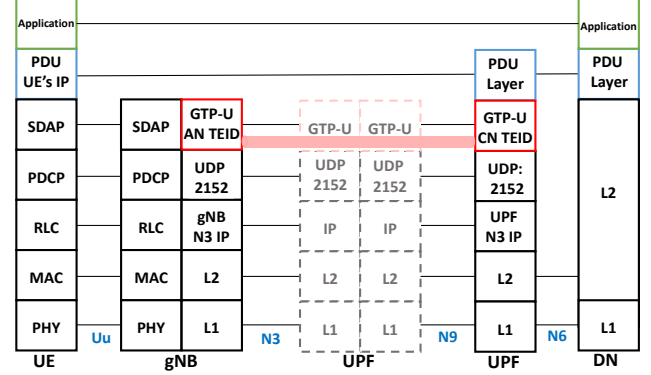 Application
Application
PDU
UE's IP
PDU
Layer
PDU
Layer
SDAP
SDAP
GTP-U
AN TEID
GTP-U
GTP-U
GTP-U
CN TEID
PDCP
PDCP
UDP
2152
UDP
2152
UDP
2152
UDP:
2152
L2
RLC
RLC
gNB
N3 IP
IP
IP
UPF
N3 IP
MAC
MAC
L2
L2
L2
L2
PHY
Uu
PHY
L1
N3
L1
L1
N9
L1
N6
L1
UE
gNB
UPF
UPF
DN